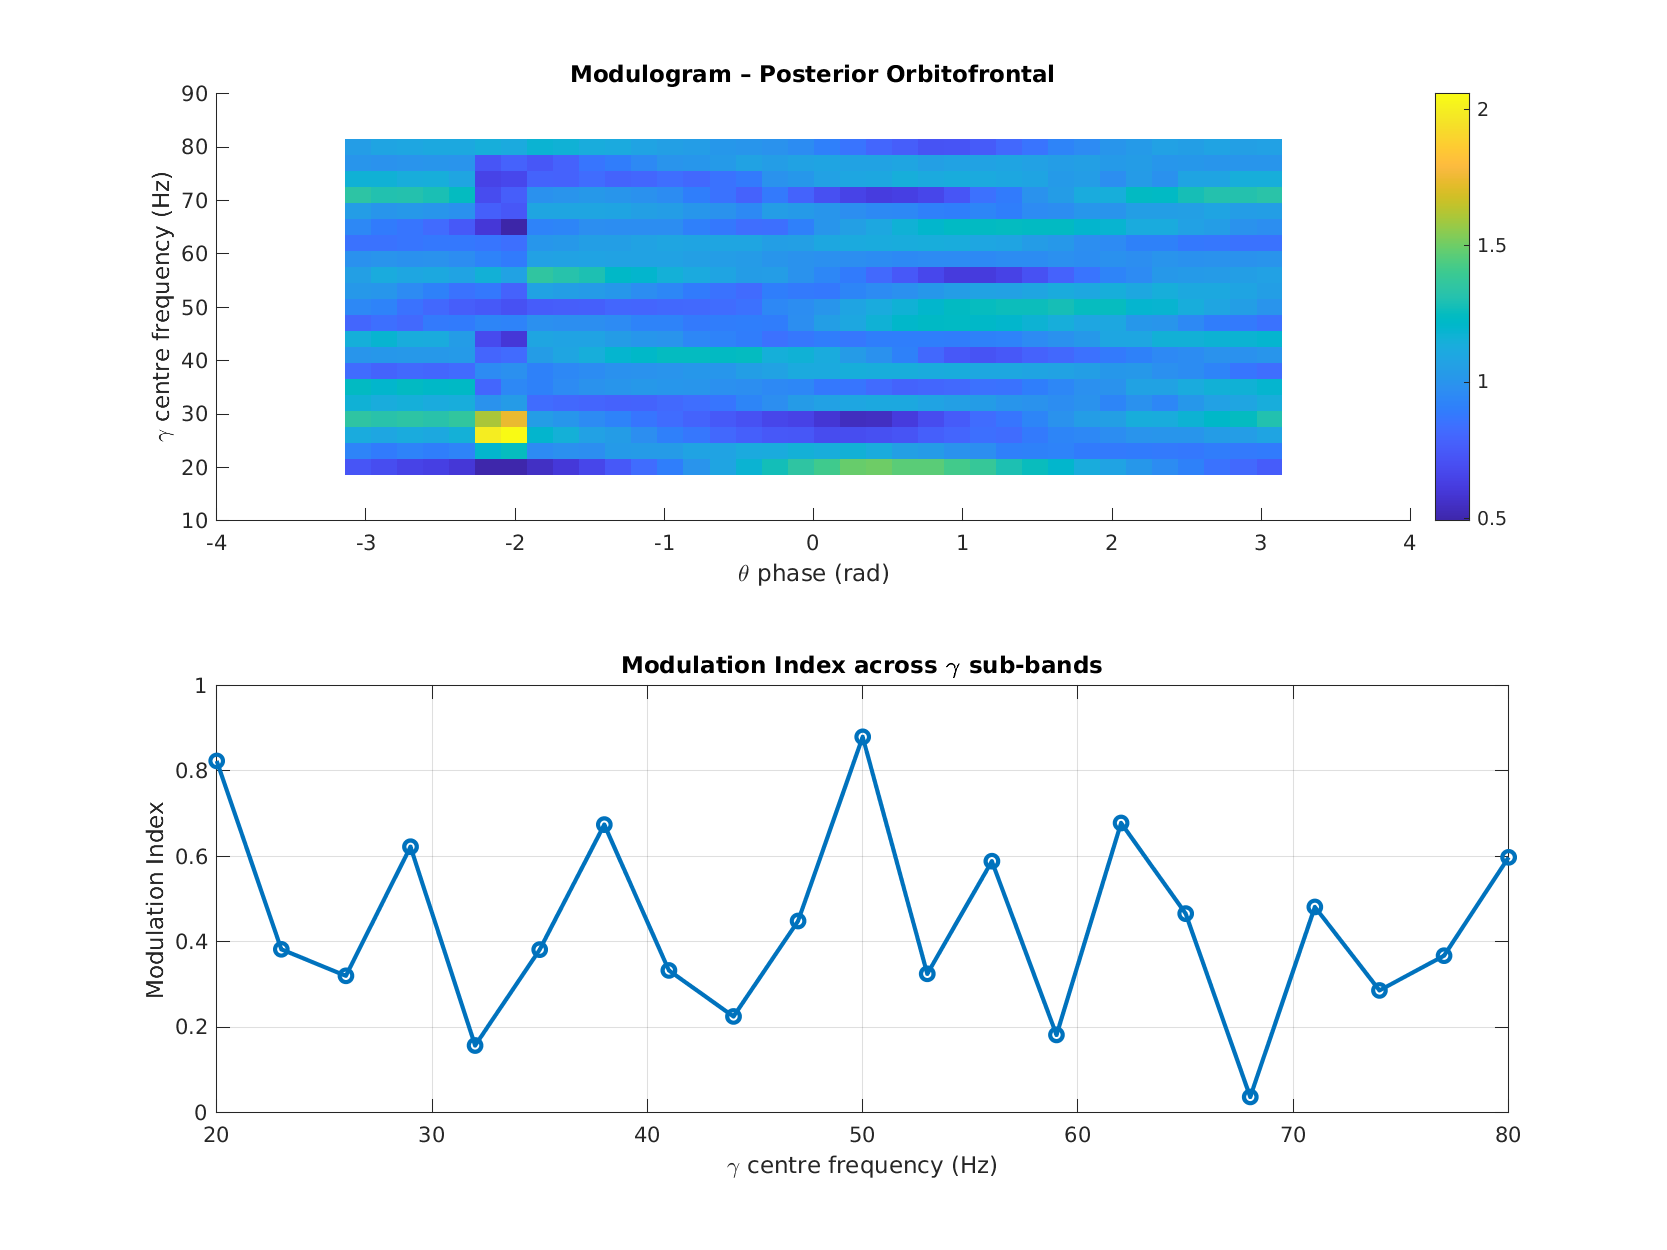 Modulogram – Posterior Orbitofrontal
90
80
70
60
50
40
30
20
10
γ centre frequency (Hz)
-4 -3 -2 -1 0 1 2 3 4
θ phase (rad)
2
1.5
1
0.5
Modulation Index across γ sub-bands
1
0.8
0.6
0.4
0.2
0
Modulation Index
20 30 40 50 60 70 80
γ centre frequency (Hz)